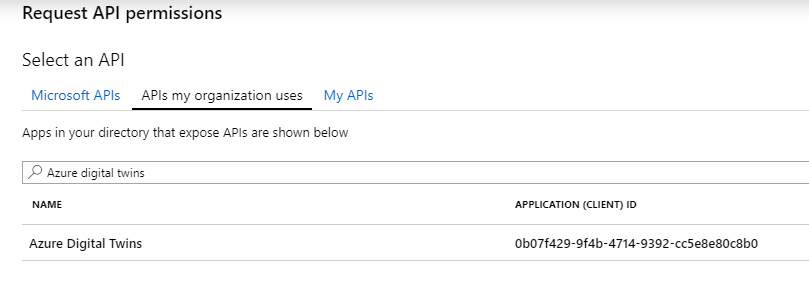 Request API permissions
Select an API
Microsoft APIs APIs my organization uses My APIs
Apps in your directory that expose APIs are shown below
Azure digital twins
NAME APPLICATION (CLIENT) ID
Azure Digital Twins 0b07f429-9f4b-4714-9392-cc5e8e80c8b0